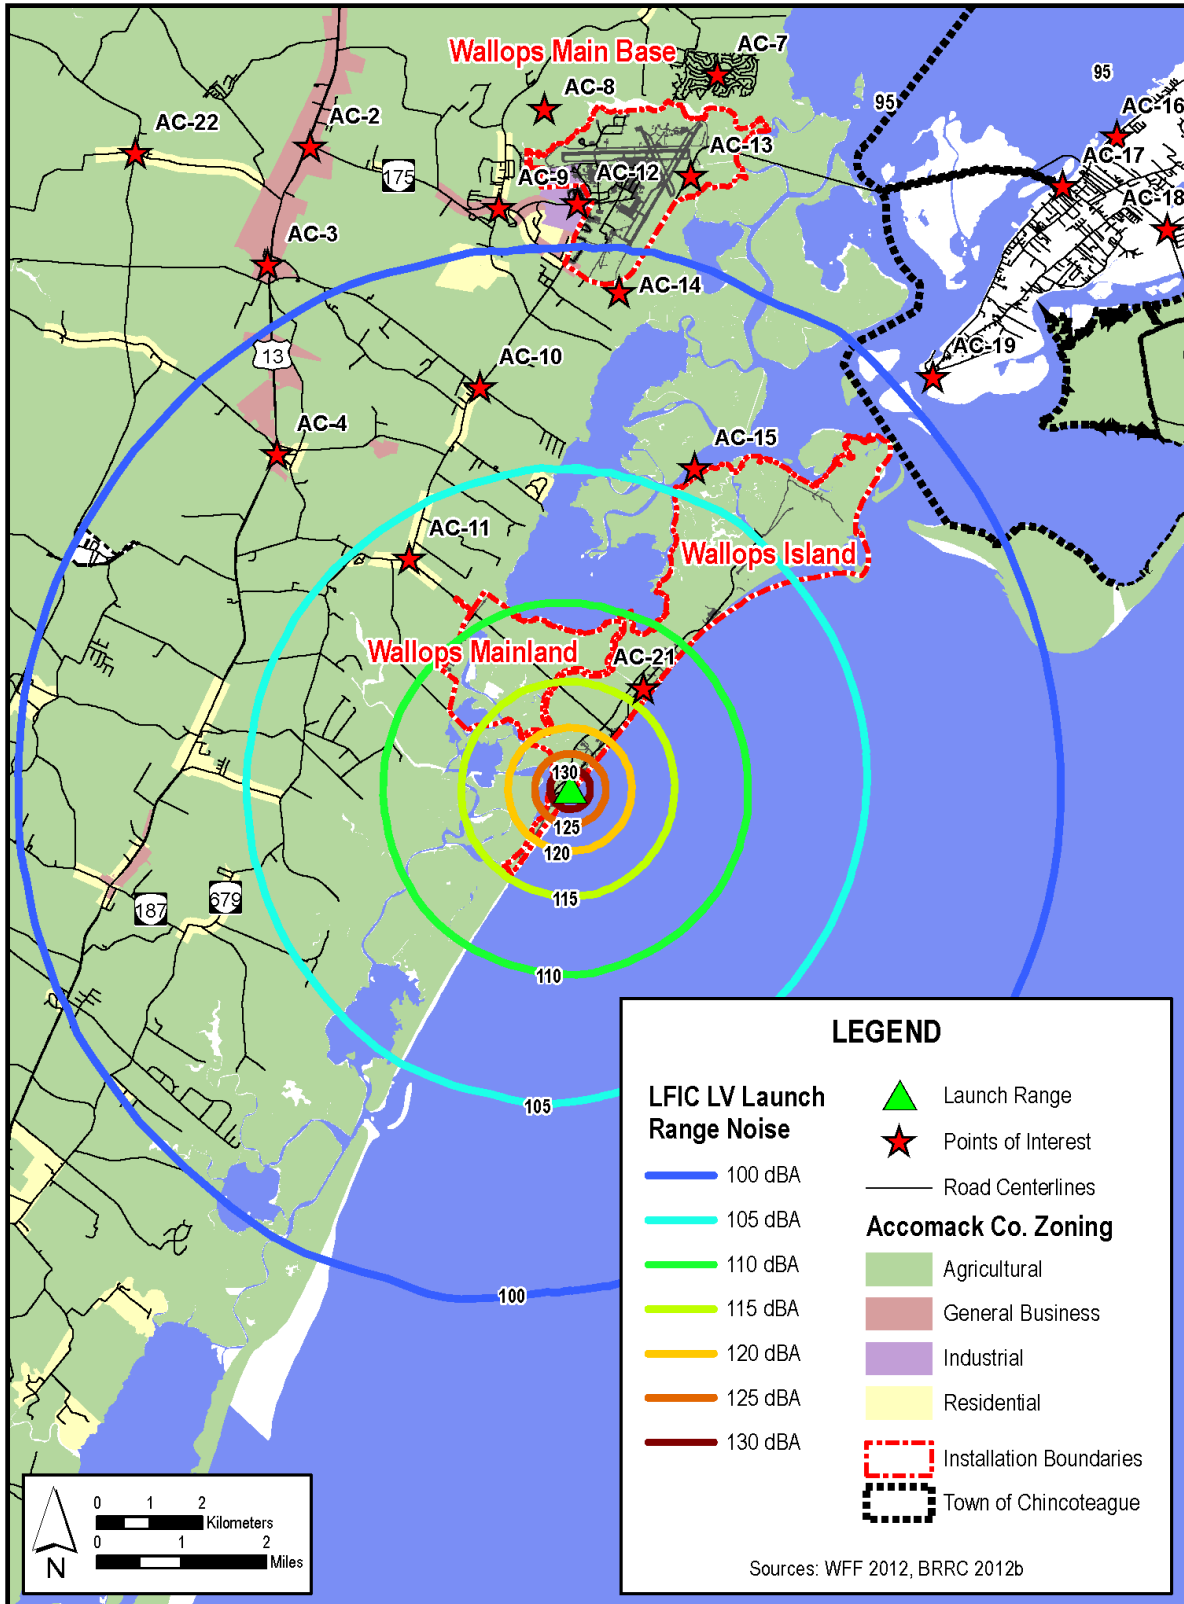 Wallops Main Base
AC-7
95
AC-8
95
AC-16
AC-22
AC-2
AC-13
AC-17
175
AC-9
AC-12
AC-18
AC-3
AC-14
13
AC-10
AC-19
AC-4
AC-15
AC-11
Wallops Island
Wallops Mainland
AC-21
130
125
120
187
679
115
110
105
100
LEGEND
LFIC LV Launch
Range Noise
100 dBA
105 dBA
110 dBA
115 dBA
120 dBA
125 dBA
130 dBA
Launch Range
Points of Interest
Road Centerlines
Accomack Co. Zoning
Agricultural
General Business
Industrial
Residential
Installation Boundaries
Town of Chincoteague
Sources: WFF 2012, BRRC 2012b
N
0 1 2
Kilometers
0 1 2
Miles